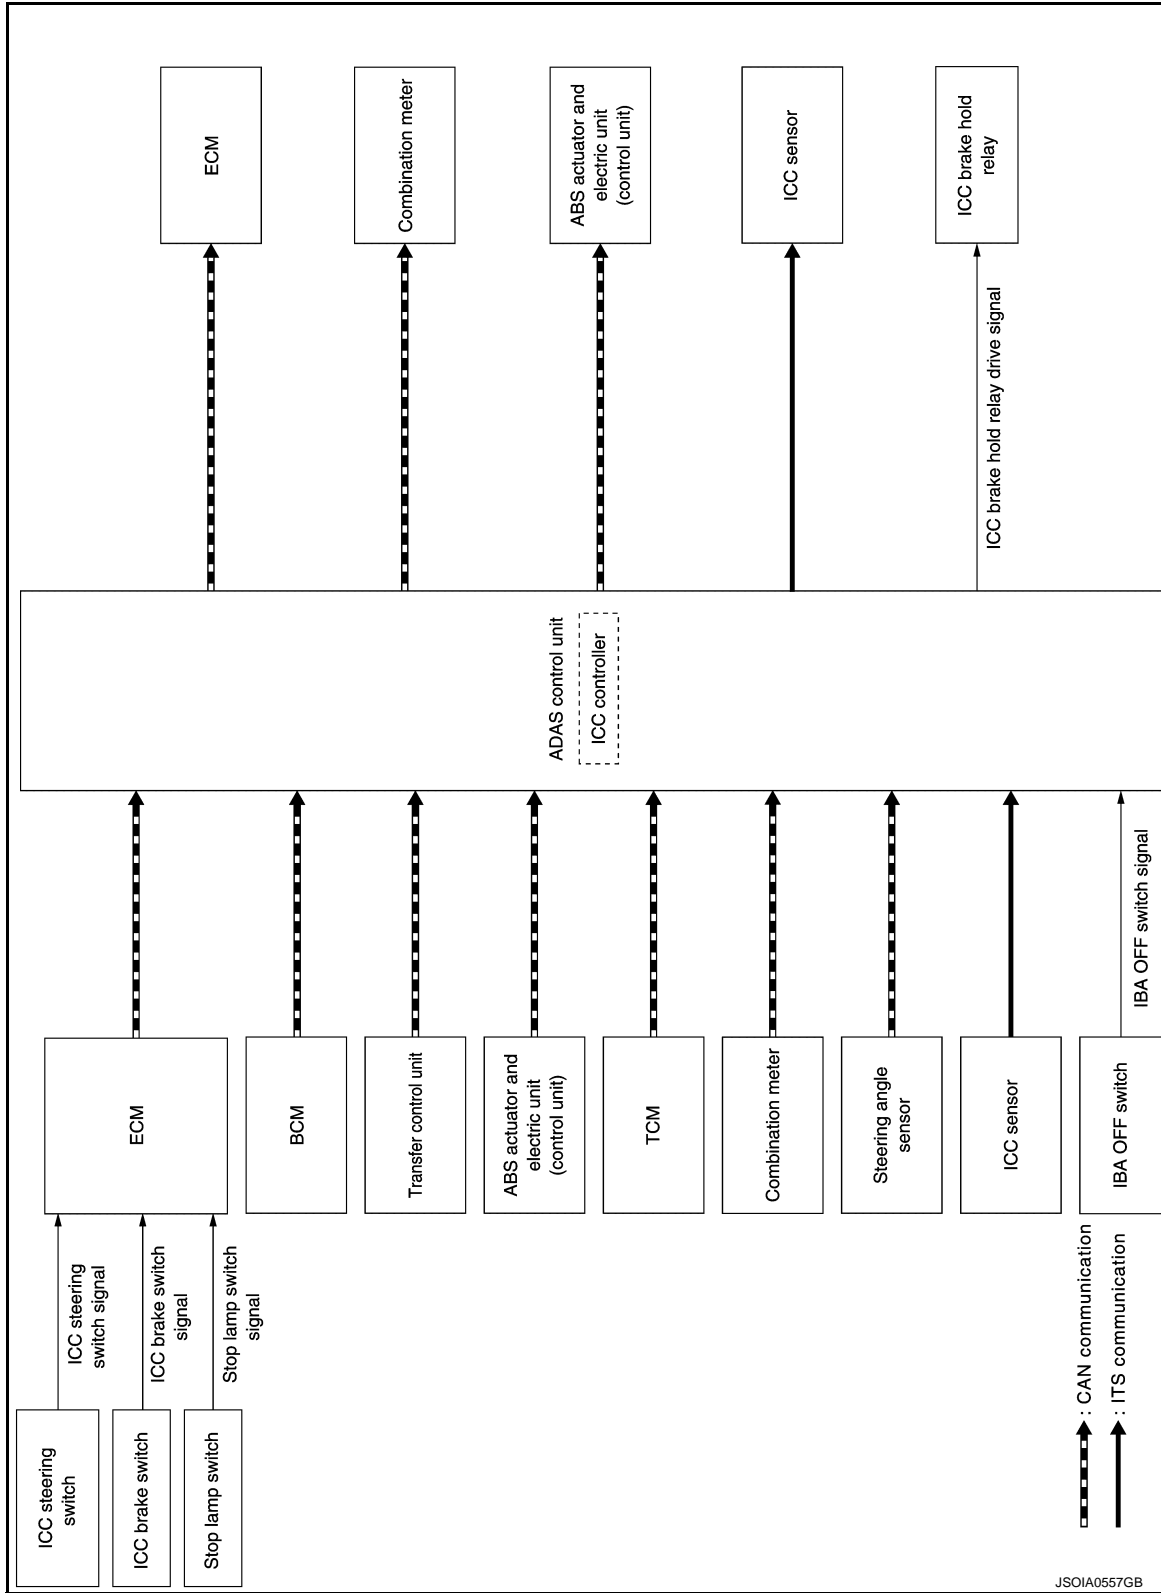 ICC steering
switch
ICC brake switch
Stop lamp switch
ICC steering
switch signal
ICC brake switch
signal
Stop lamp switch
signal
ECM
BCM
Transfer control unit
ABS actuator and
electric unit
(control unit)
TCM
Combination meter
Steering angle
sensor
ICC sensor
IBA OFF switch
IBA OFF switch signal
ADAS control unit
ICC controller
ECM
Combination meter
ABS actuator and
electric unit
(control unit)
ICC sensor
ICC brake hold
relay
ICC brake hold relay drive signal
: CAN communication
: ITS communication
JSOIA0557GB